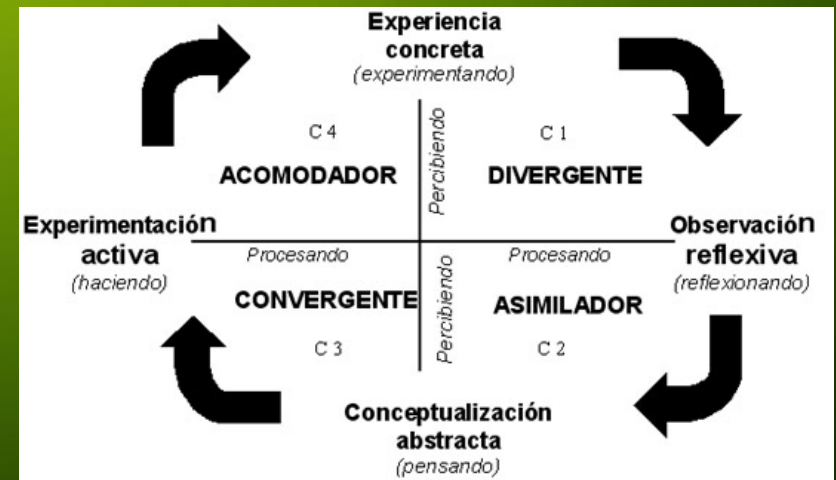 Experiencia
concreta
(experimentando)
C 4
Percibiendo
C 1
ACOMODADOR
DIVERGENTE
Experimentación
activa
(haciendo)
Observación
reflexiva
(reflexionando)
Procesando
Procesando
CONVERGENTE
Percibiendo
ASIMILADOR
C 3
C 2
Conceptualización
abstracta
(pensando)